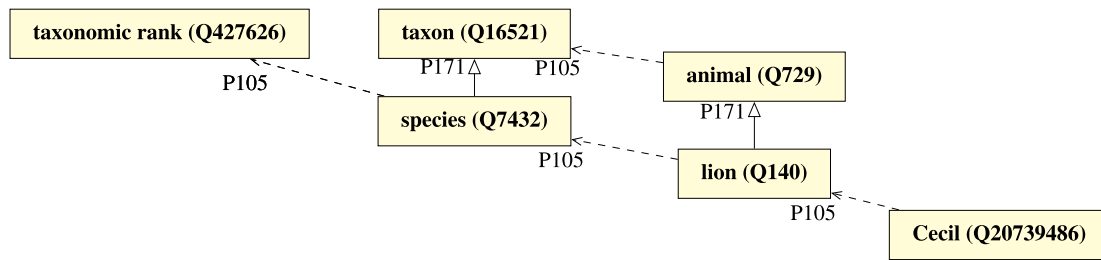 taxonomic rank (Q427626)
taxon (Q16521)
P171
P105
animal (Q729)
P105
species (Q7432)
P171
P105
lion (Q140)
P105
Cecil (Q20739486)